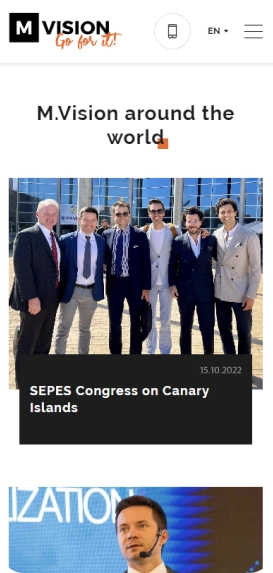 M VISION
Go for it!
EN
M.Vision around the
world
15.10.2022
SEPES Congress on Canary
Islands
IZATION